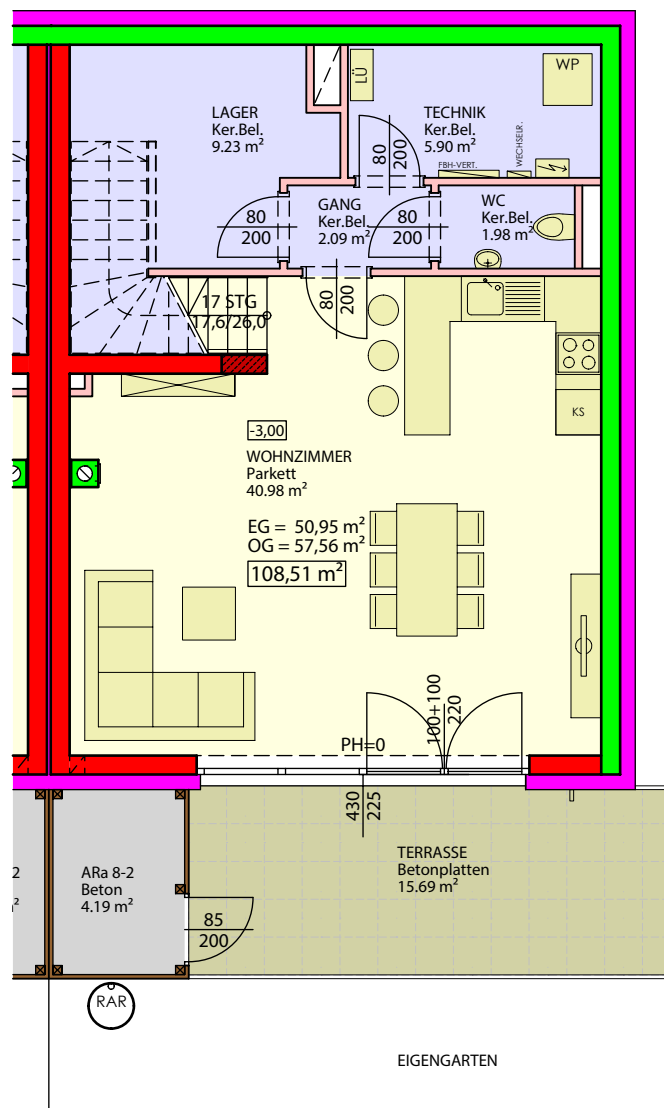 LÜ
WP
LAGER
Ker.Bel.
9.23 m²
TECHNIK
Ker.Bel.
5.90 m²
80
200
FBH-VERT.
WECHSELR.
GANG
Ker.Bel.
2.09 m²
WC
Ker.Bel.
1.98 m²
80
200
80
200
80
200
17 STG
17,6/26,0
KS
-3,00
WOHNZIMMER
Parkett
40.98 m²
EG = 50,95 m²
OG = 57,56 m²
108,51 m²
100+100
220
PH=0
430
225
TERRASSE
Betonplatten
15.69 m²
2
ARa 8-2
Beton
4.19 m²
m²
85
200
RAR
EIGENGARTEN